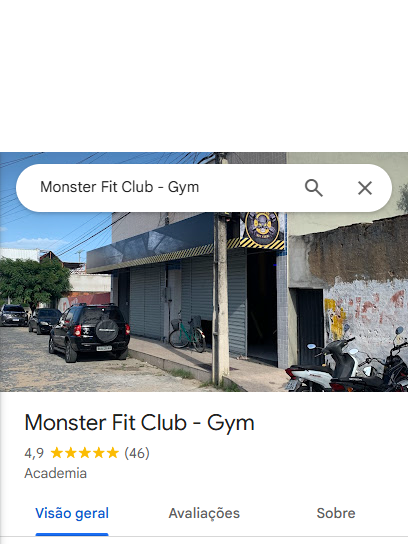 Monster Fit Club - Gym
Monster Fit Club - Gym
4,9 ★★★★★ (46)
Academia
Visão geral Avaliações Sobre